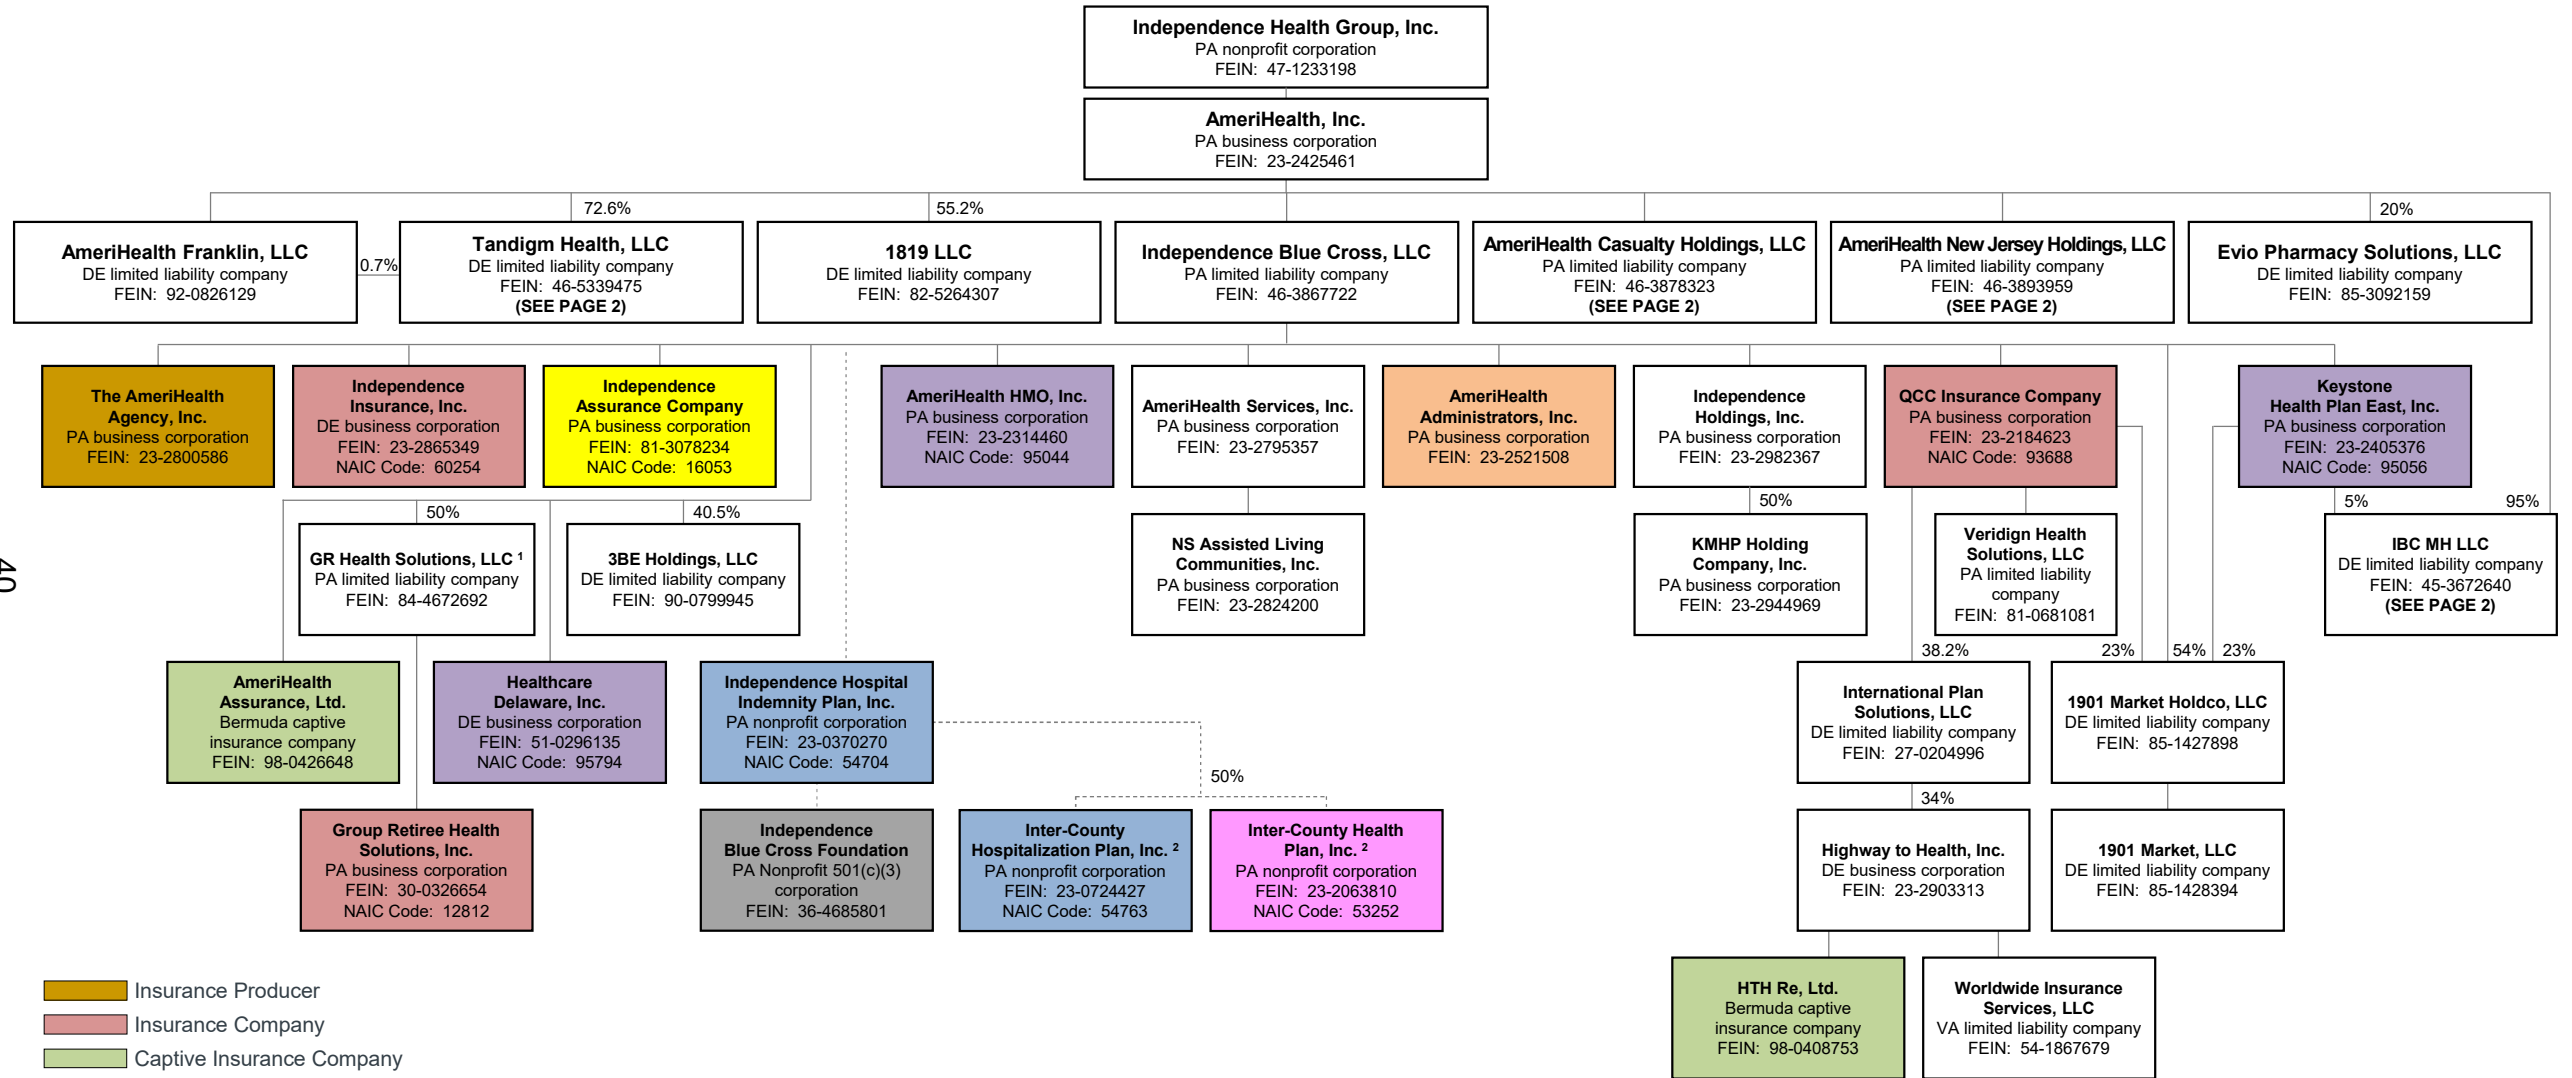 Independence Health Group, Inc.
PA nonprofit corporation
FEIN: 47-1233198
AmeriHealth, Inc.
PA business corporation
FEIN: 23-2425461
72.6%
55.2%
20%
AmeriHealth Franklin, LLC
DE limited liability company
FEIN: 92-0826129
0.7%
Tandigm Health, LLC
DE limited liability company
FEIN: 46-5339475
(SEE PAGE 2)
1819 LLC
DE limited liability company
FEIN: 82-5264307
Independence Blue Cross, LLC
PA limited liability company
FEIN: 46-3867722
AmeriHealth Casualty Holdings, LLC
PA limited liability company
FEIN: 46-3878323
(SEE PAGE 2)
AmeriHealth New Jersey Holdings, LLC
PA limited liability company
FEIN: 46-3893959
(SEE PAGE 2)
Evio Pharmacy Solutions, LLC
DE limited liability company
FEIN: 85-3092159
The AmeriHealth
Agency, Inc.
PA business corporation
FEIN: 23-2800586
Independence
Insurance, Inc.
DE business corporation
FEIN: 23-2865349
NAIC Code: 60254
Independence
Assurance Company
PA business corporation
FEIN: 81-3078234
NAIC Code: 16053
AmeriHealth HMO, Inc.
PA business corporation
FEIN: 23-2314460
NAIC Code: 95044
AmeriHealth Services, Inc.
PA business corporation
FEIN: 23-2795357
AmeriHealth
Administrators, Inc.
PA business corporation
FEIN: 23-2521508
Independence
Holdings, Inc.
PA business corporation
FEIN: 23-2982367
QCC Insurance Company
PA business corporation
FEIN: 23-2184623
NAIC Code: 93688
Keystone
Health Plan East, Inc.
PA business corporation
FEIN: 23-2405376
NAIC Code: 95056
50%
40.5%
50%
5%
95%
GR Health Solutions, LLC ¹
PA limited liability company
FEIN: 84-4672692
3BE Holdings, LLC
DE limited liability company
FEIN: 90-0799945
NS Assisted Living
Communities, Inc.
PA business corporation
FEIN: 23-2824200
KMHP Holding
Company, Inc.
PA business corporation
FEIN: 23-2944969
Veridign Health
Solutions, LLC
PA limited liability
company
FEIN: 81-0681081
IBC MH LLC
DE limited liability company
FEIN: 45-3672640
(SEE PAGE 2)
40
38.2%
23%
54%
23%
AmeriHealth
Assurance, Ltd.
Bermuda captive
insurance company
FEIN: 98-0426648
Healthcare
Delaware, Inc.
DE business corporation
FEIN: 51-0296135
NAIC Code: 95794
Independence Hospital
Indemnity Plan, Inc.
PA nonprofit corporation
FEIN: 23-0370270
NAIC Code: 54704
International Plan
Solutions, LLC
DE limited liability company
FEIN: 27-0204996
1901 Market Holdco, LLC
DE limited liability company
FEIN: 85-1427898
50%
34%
Group Retiree Health
Solutions, Inc.
PA business corporation
FEIN: 30-0326654
NAIC Code: 12812
Independence
Blue Cross Foundation
PA Nonprofit 501(c)(3)
corporation
FEIN: 36-4685801
Inter-County
Hospitalization Plan, Inc. ²
PA nonprofit corporation
FEIN: 23-0724427
NAIC Code: 54763
Inter-County Health
Plan, Inc. ²
PA nonprofit corporation
FEIN: 23-2063810
NAIC Code: 53252
Highway to Health, Inc.
DE business corporation
FEIN: 23-2903313
1901 Market, LLC
DE limited liability company
FEIN: 85-1428394
HTH Re, Ltd.
Bermuda captive
insurance company
FEIN: 98-0408753
Worldwide Insurance
Services, LLC
VA limited liability company
FEIN: 54-1867679
Insurance Producer
Insurance Company
Captive Insurance Company